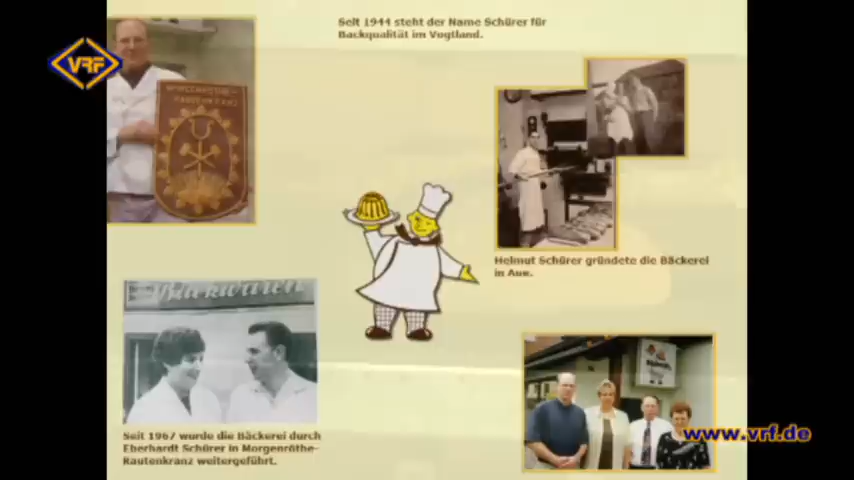 VRF
Seit 1944 steht der Name Schürer für
Backqualität im Vogtland.
Helmut Schürer gründete die Bäckerei
in Aue.
Backwaren
Seit 1967 wurde die Bäckerei durch
Eberhardt Schürer in Morgenröthe-
Rautenkranz weitergeführt.
www.vrf.de